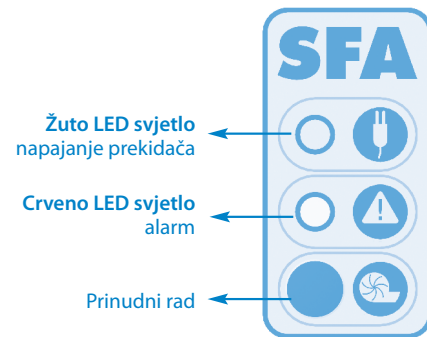 SFA
Žuto LED svjetlo
napajanje prekidača
Crveno LED svjetlo
alarm
Prinudni rad